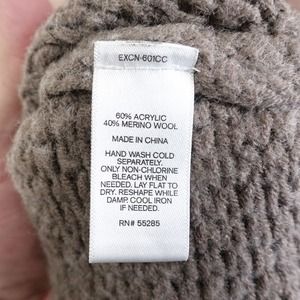 EXCN-601CC
60% ACRYLIC
40% MERINO WOOL
MADE IN CHINA
HAND WASH COLD
SEPARATELY.
ONLY NON-CHLORINE
BLEACH WHEN
NEEDED. LAY FLAT TO
DRY. RESHAPE WHILE
DAMP. COOL IRON
IF NEEDED.
RN# 55285